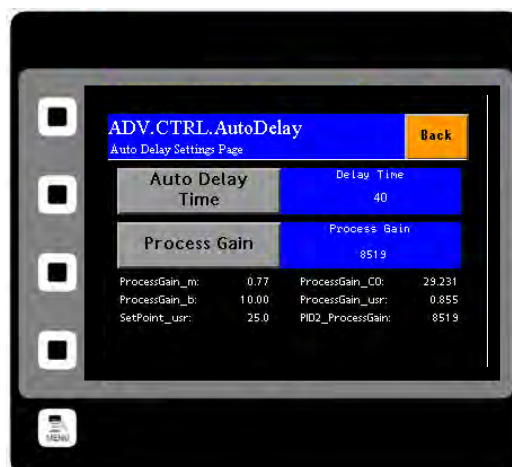 ADV.CTRL.AutoDelay
Auto Delay Settings Page
Back
Auto Delay
Time
Delay Time
40
Process Gain
Process Gain
8519
ProcessGain_m: 0.77 ProcessGain_CO: 29.231
ProcessGain_b: 10.00 ProcessGain_usr: 0.855
SetPoint_usr: 25.0 PID2_ProcessGain: 8519
MENU